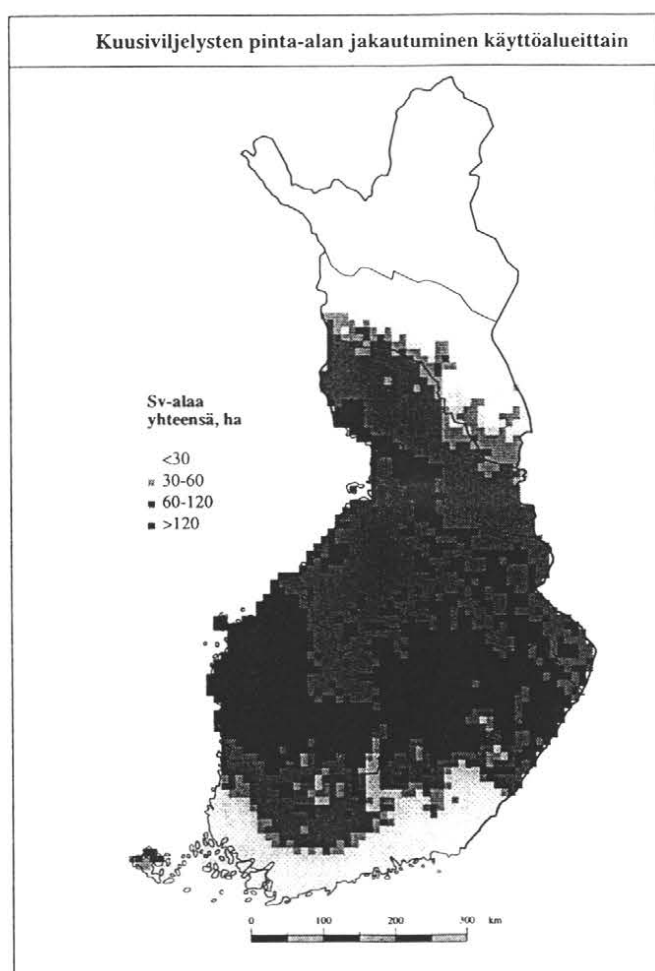 Kuusiviljelysten pinta-alan jakautuminen käyttöalueittain
Sv-alaa
yhteensä, ha
<30
30-60
60-120
>120
0 100 200 300 km